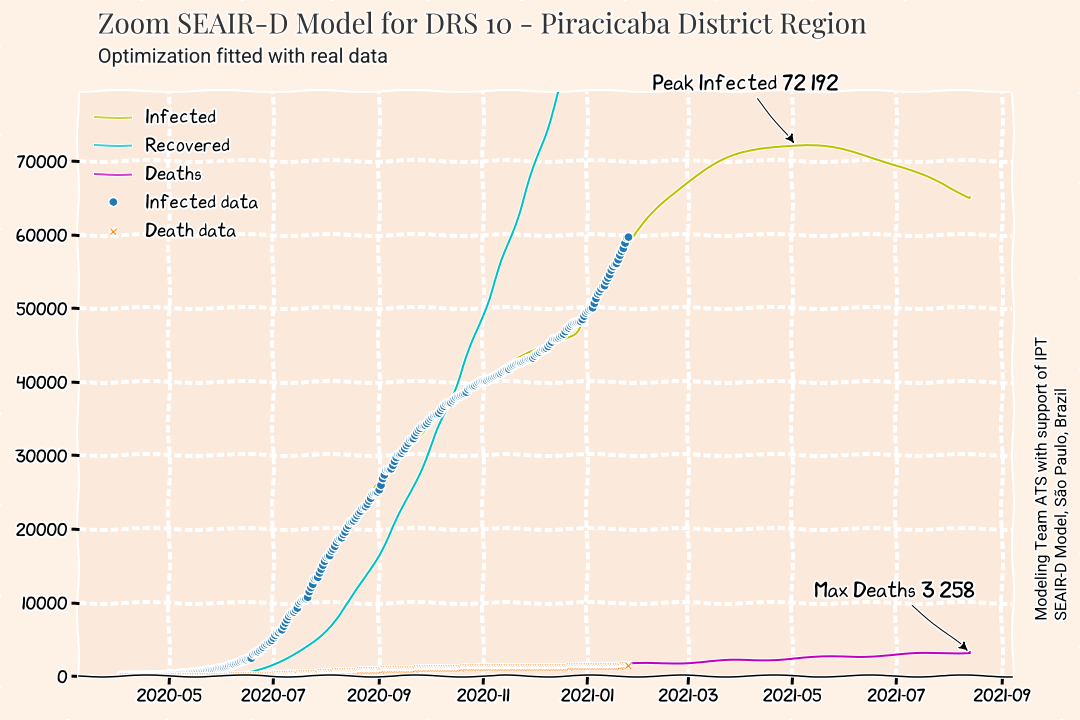 Zoom SEAIR-D Model for DRS 10 - Piracicaba District Region
Optimization fitted with real data
Peak Infected 72 192
Infected
Recovered
Deaths
Infected data
Death data
70000
60000
50000
40000
30000
20000
10000
0
Max Deaths 3 258
2020-05 2020-07 2020-09 2020-11 2021-01 2021-03 2021-05 2021-07 2021-09
Modeling Team ATS with support of IPT
SEAIR-D Model, São Paulo, Brazil